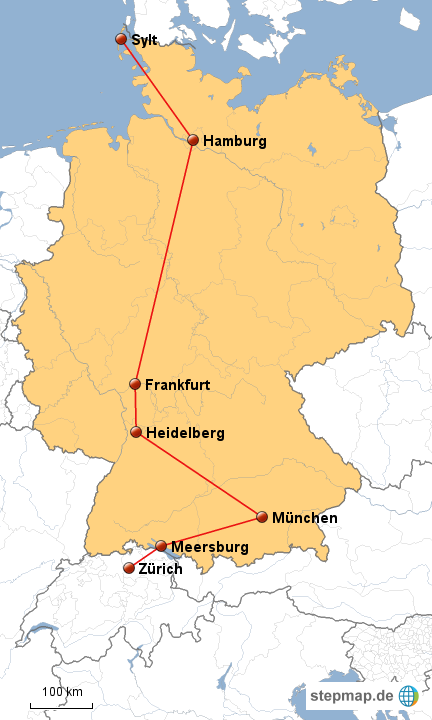 Sylt
Hamburg
Frankfurt
Heidelberg
München
Meersburg
Zürich
100 km
stepmap.de